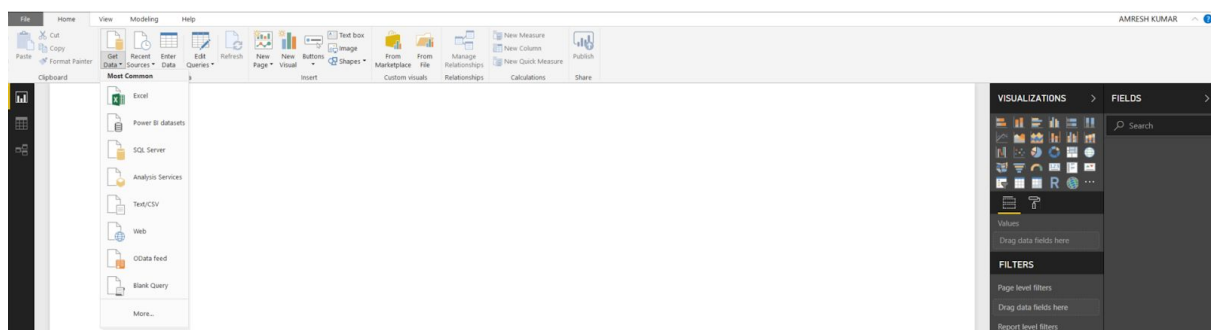 File Home View Modeling Help AMRESH KUMAR
Paste
Cut
Copy
Format Painter
Clipboard
Get Data
Recent Sources
Enter Data
Edit Queries
Refresh
New Page
New Visual
Buttons
Text box
Image
Shapes
Insert
From Marketplace
From File
Custom visuals
Manage Relationships
Relationships
New Measure
New Column
New Quick Measure
Calculations
Publish
Share
Most Common
Excel
Power BI datasets
SQL Server
Analysis Services
Text/CSV
Web
OData feed
Blank Query
More...
VISUALIZATIONS
Values
Drag data fields here
FILTERS
Page level filters
Drag data fields here
Report level filters
FIELDS
Search